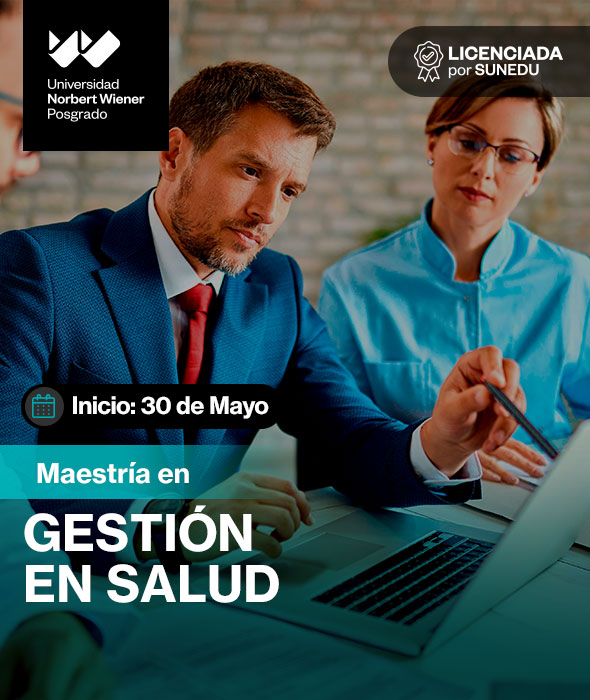 Universidad
Norbert Wiener
Posgrado
LICENCIADA
por SUNEDU
Inicio: 30 de Mayo
Maestría en
GESTIÓN
EN SALUD